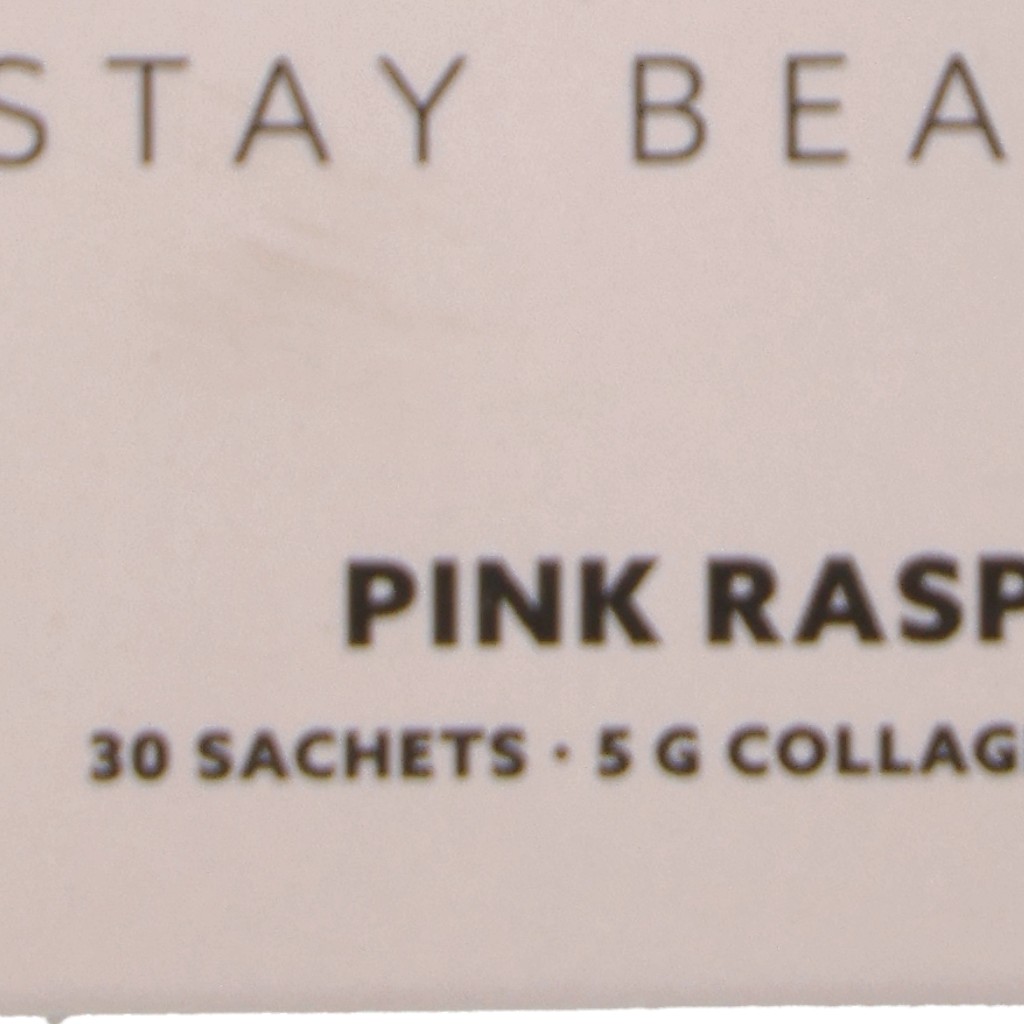 STAY BEA
PINK RASP
30 SACHETS · 5 G COLLAG